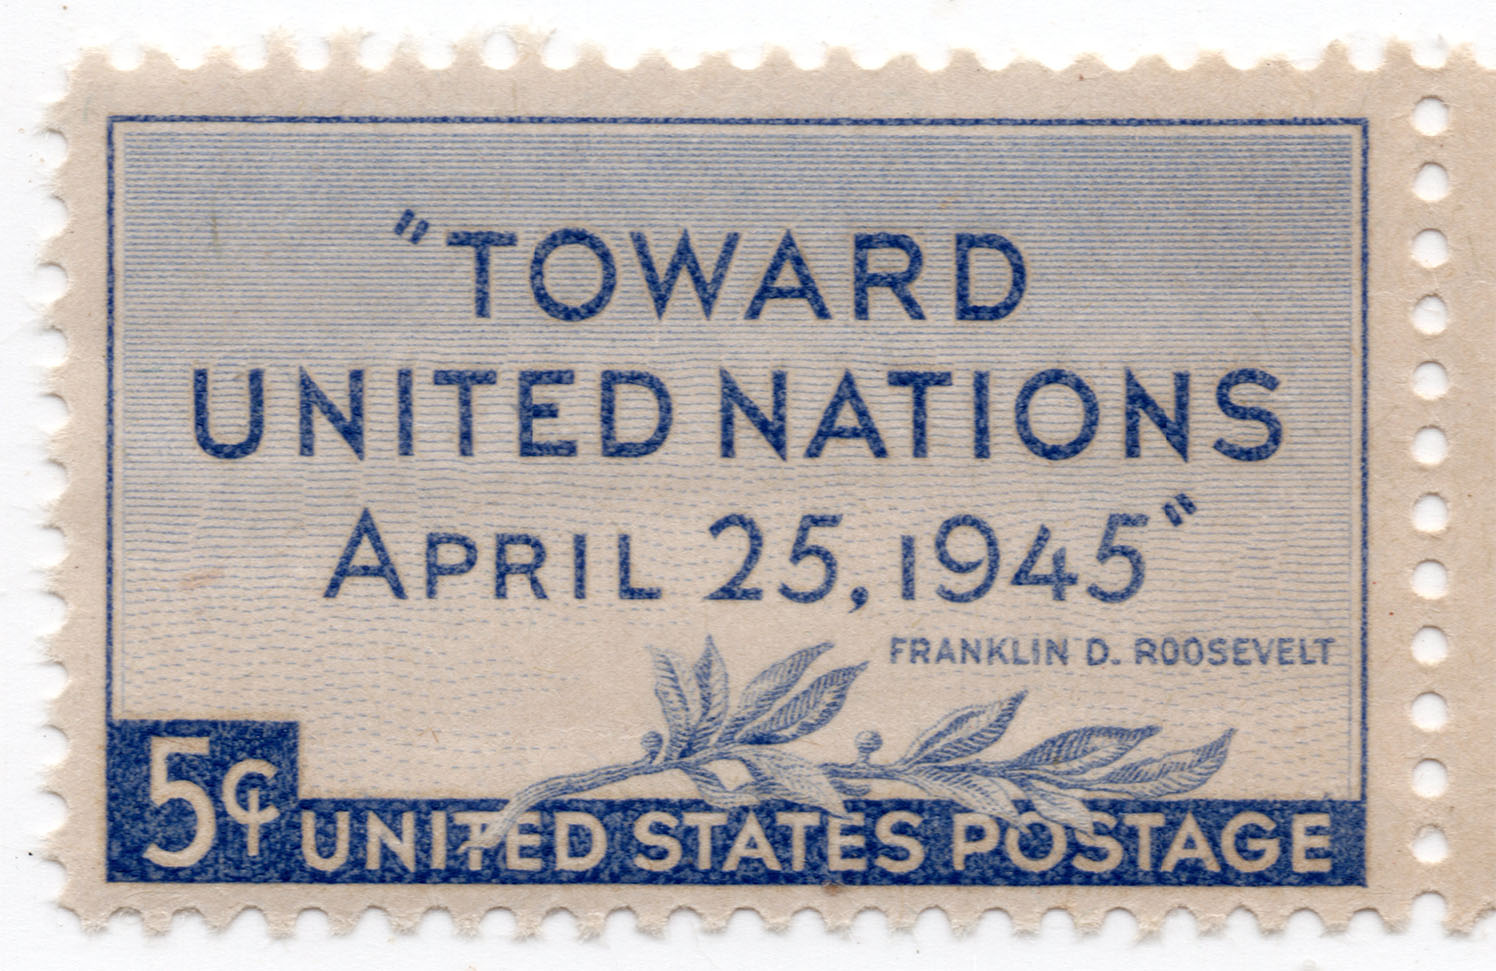 "TOWARD
UNITED NATIONS
APRIL 25, 1945"
FRANKLIN D. ROOSEVELT
5¢
UNITED STATES POSTAGE